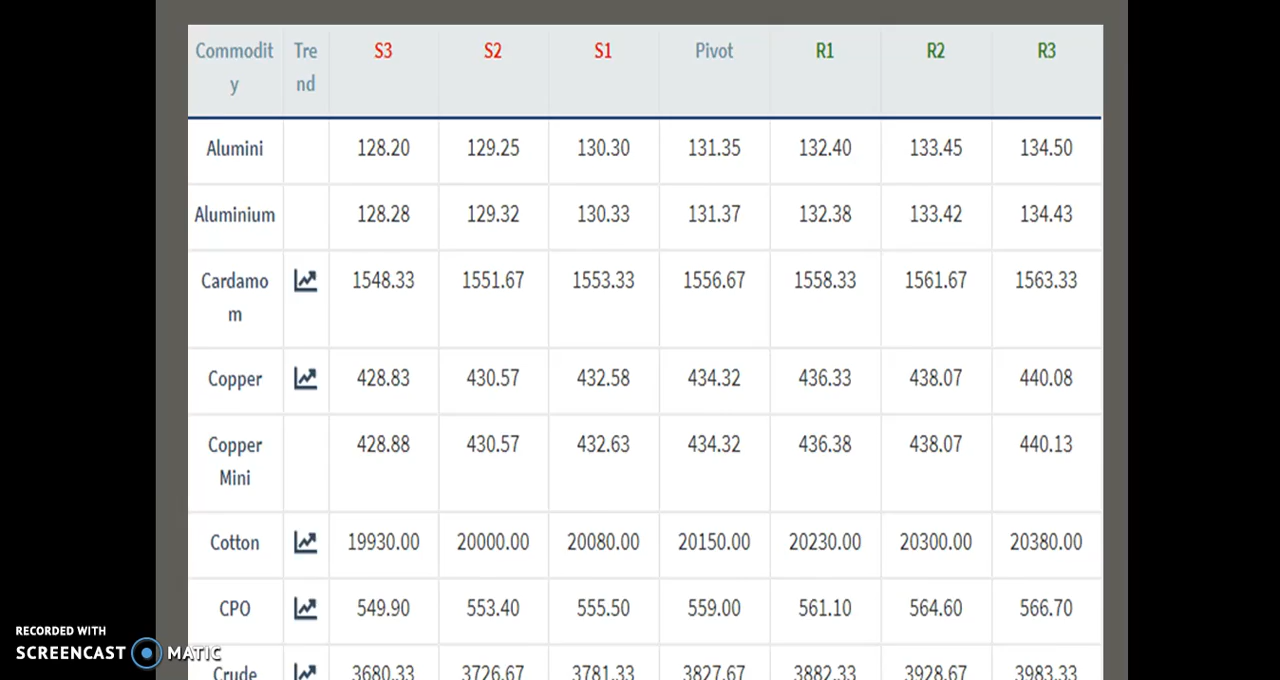 Commodit Tre S3 S2 S1 Pivot R1 R2 R3
y nd
Alumini 128.20 129.25 130.30 131.35 132.40 133.45 134.50
Aluminium 128.28 129.32 130.33 131.37 132.38 133.42 134.43
Cardamo 1548.33 1551.67 1553.33 1556.67 1558.33 1561.67 1563.33
m
Copper 428.83 430.57 432.58 434.32 436.33 438.07 440.08
Copper 428.88 430.57 432.63 434.32 436.38 438.07 440.13
Mini
Cotton 19930.00 20000.00 20080.00 20150.00 20230.00 20300.00 20380.00
CPO 549.90 553.40 555.50 559.00 561.10 564.60 566.70
Crude 3680.33 3726.67 3781.33 3827.67 3882.33 3928.67 3983.33
RECORDED WITH
SCREENCAST MATIC